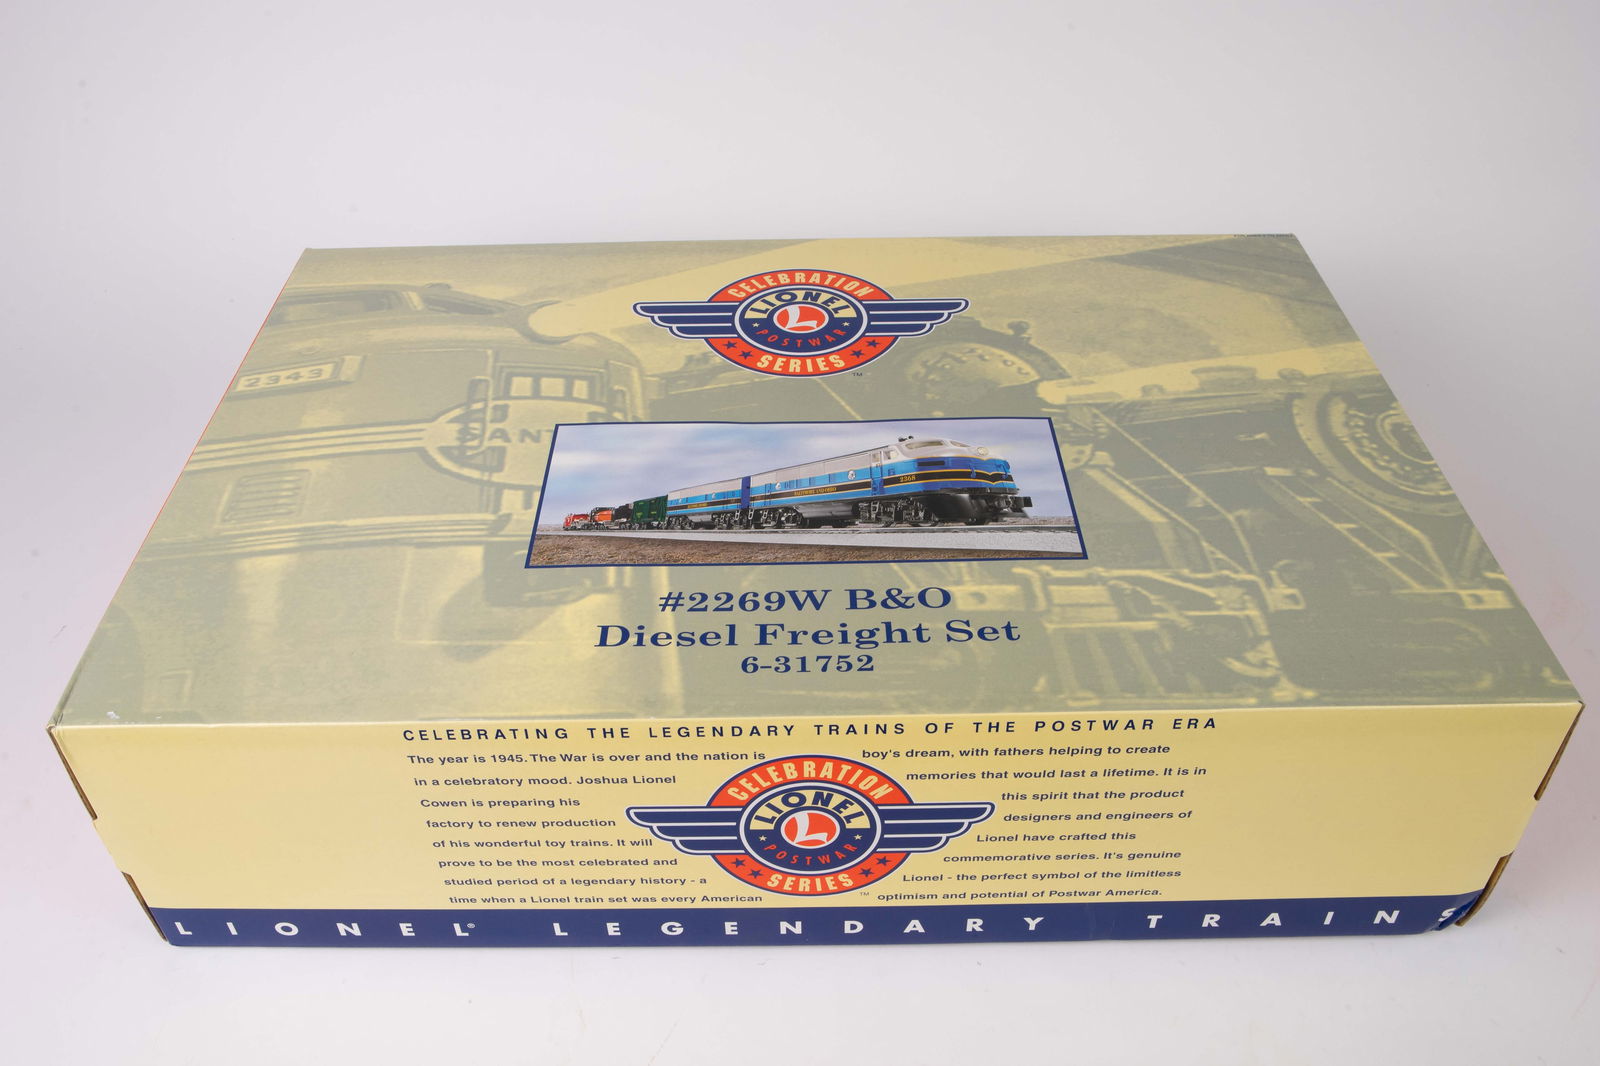 CELEBRATION
LIONEL
L
POSTWAR
SERIES
TM
2343
SANT
BALTIMORE AND OHIO
2368
#2269W B&O
Diesel Freight Set
6-31752
CELEBRATING THE LEGENDARY TRAINS OF THE POSTWAR ERA
The year is 1945. The War is over and the nation is
in a celebratory mood. Joshua Lionel
Cowen is preparing his
factory to renew production
of his wonderful toy trains. It will
prove to be the most celebrated and
studied period of a legendary history - a
time when a Lionel train set was every American
CELEBRATION
LIONEL
L
POSTWAR
SERIES
TM
boy's dream, with fathers helping to create
memories that would last a lifetime. It is in
this spirit that the product
designers and engineers of
Lionel have crafted this
commemorative series. It's genuine
Lionel - the perfect symbol of the limitless
optimism and potential of Postwar America.
LIONEL® LEGENDARY TRAINS